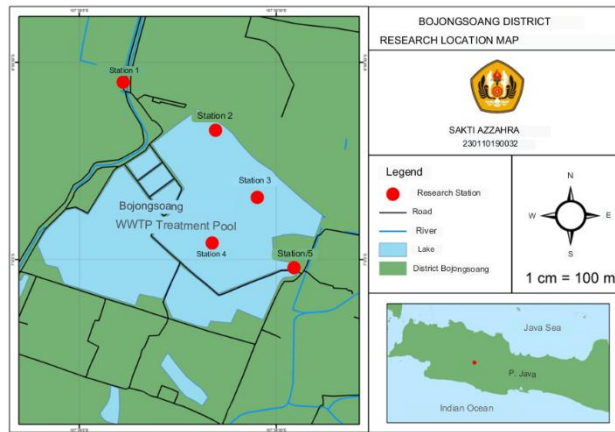 BOJONGSOANG DISTRICT
RESEARCH LOCATION MAP
SAKTI AZZAHRA
230110190032
Legend
Research Station
Road
River
Lake
District Bojongsoang
N
W
E
S
1 cm = 100 m
Java Sea
P. Java
Indian Ocean
Station 1
Station 2
Station 3
Bojongsoang
WWTP Treatment Pool
Station 4
Station 5